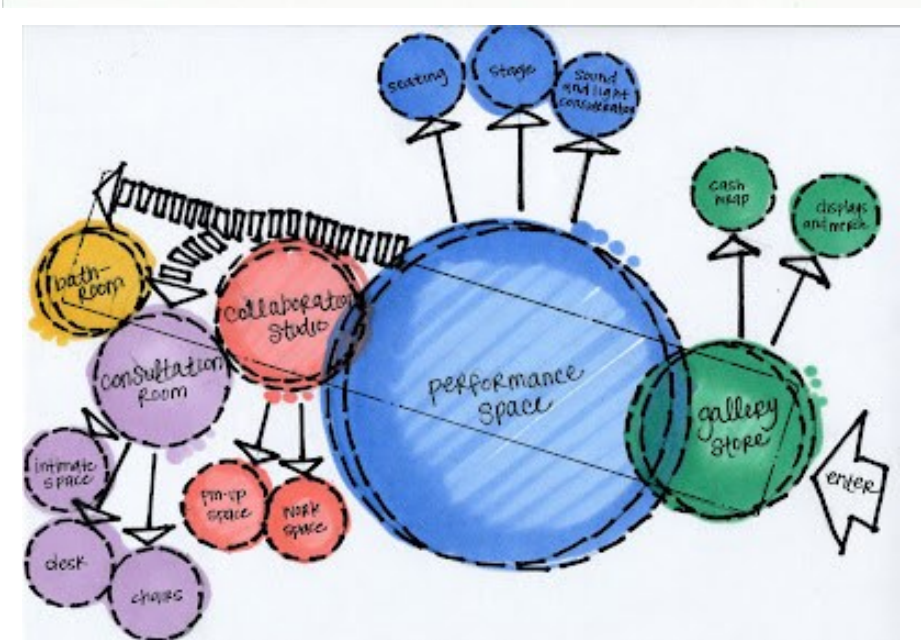 seating
stage
sound
and light
consideration
cash
wrap
displays
and merch
bath-
room
collaboration
studio
consultation
room
performance
space
gallery
store
enter
intimate
space
pin-up
space
work
space
desk
chairs